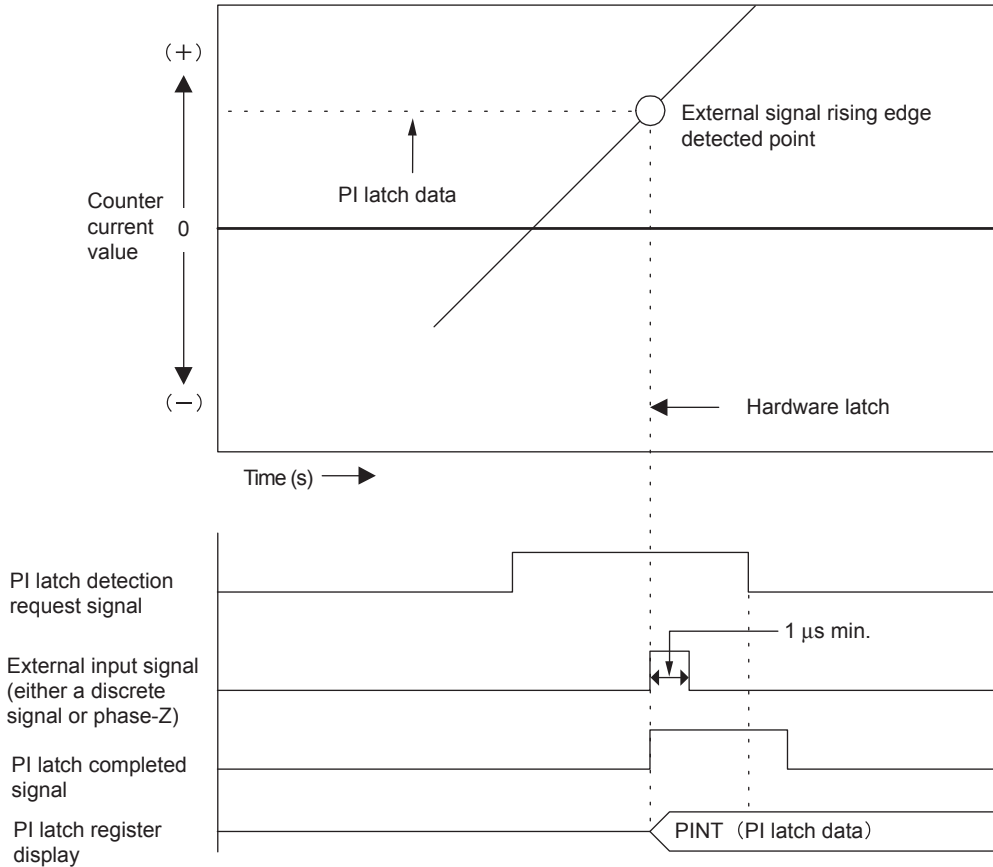 (+)
External signal rising edge
detected point
PI latch data
Counter
current
value
0
(−)
Hardware latch
Time (s)
PI latch detection
request signal
1 μs min.
External input signal
(either a discrete
signal or phase-Z)
PI latch completed
signal
PI latch register
display
PINT (PI latch data)